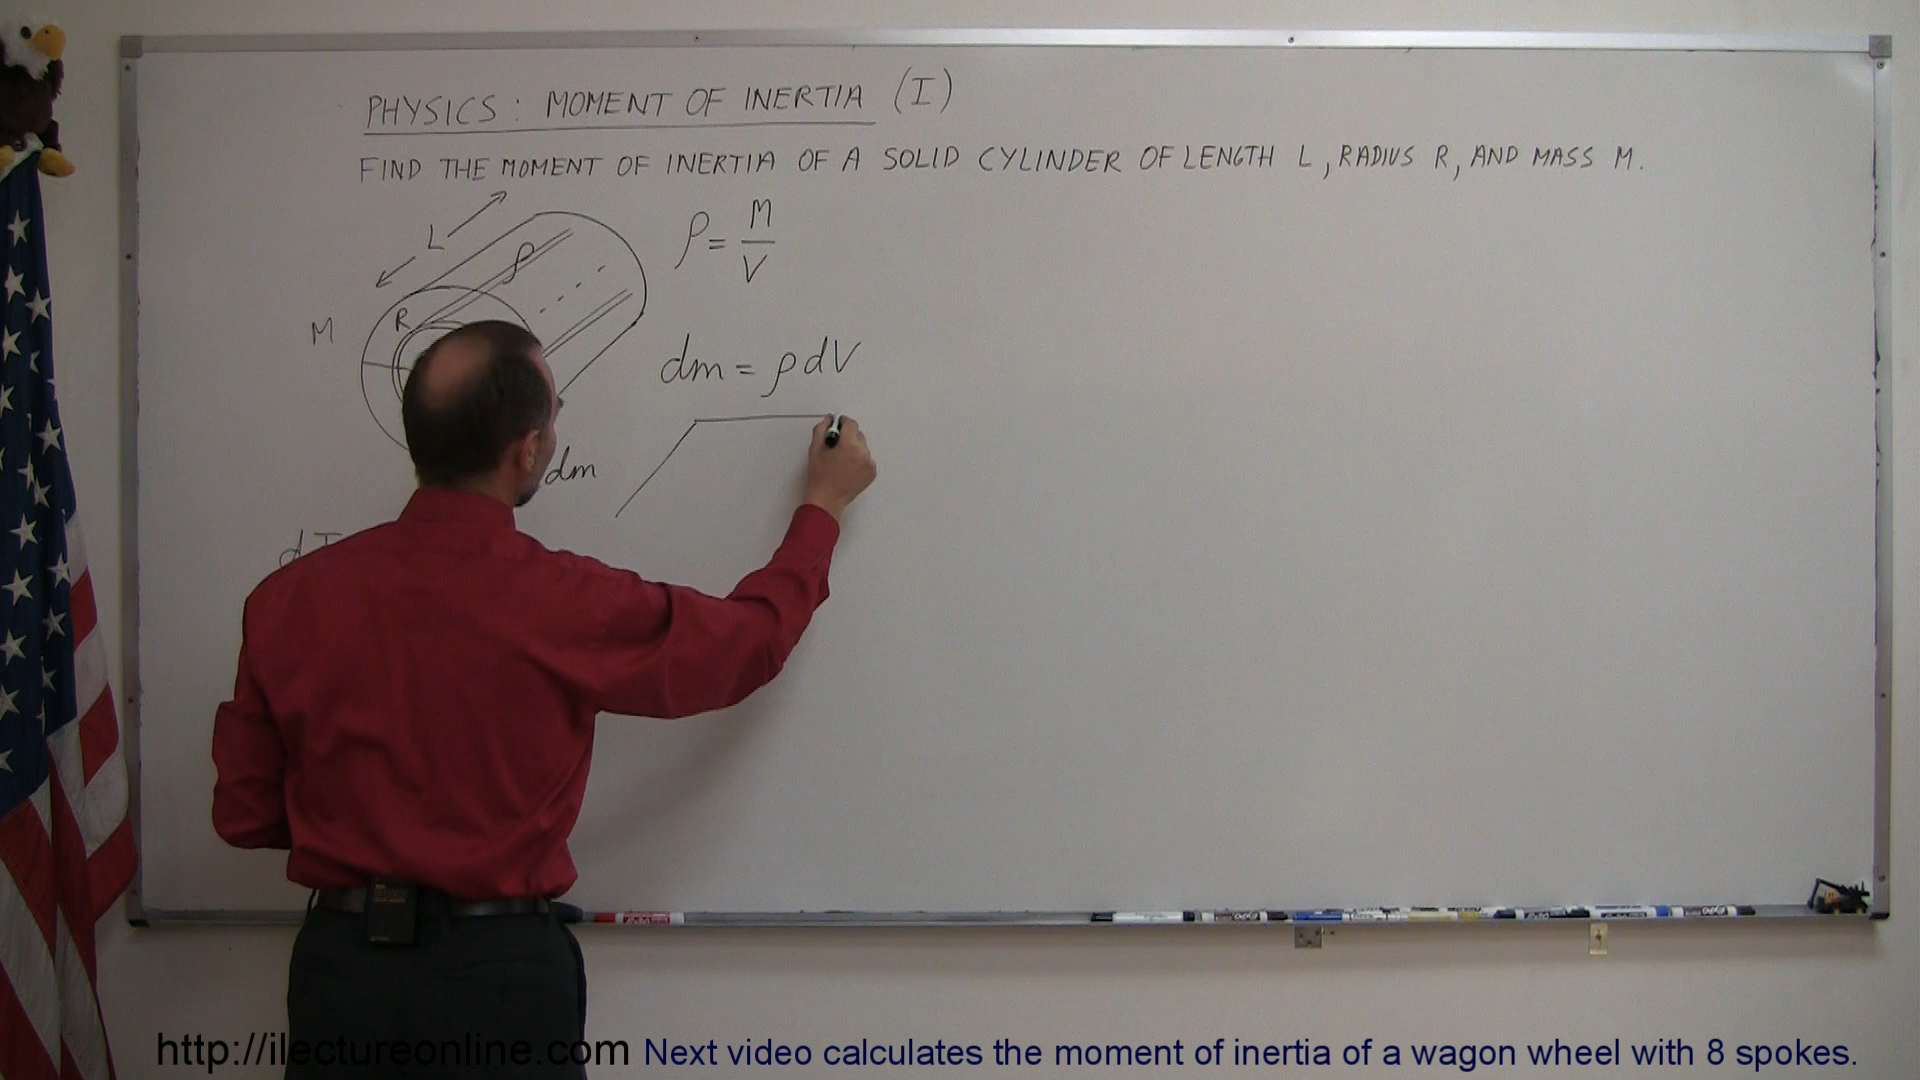 PHYSICS: MOMENT OF INERTIA (I)
FIND THE MOMENT OF INERTIA OF A SOLID CYLINDER OF LENGTH L, RADIUS R, AND MASS M.
L
ρ
ρ = M
V
M
R
dm = ρdV
dm
dI
http://ilectureonline.com Next video calculates the moment of inertia of a wagon wheel with 8 spokes.